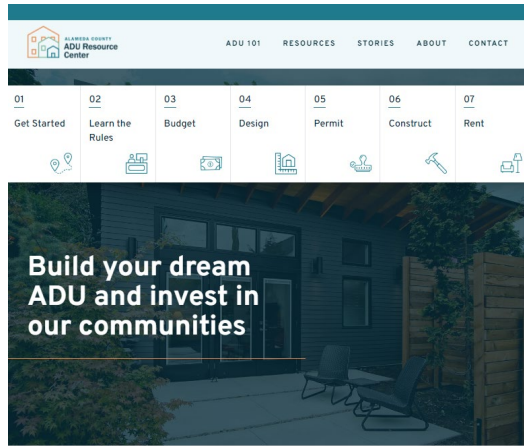 ALAMEDA COUNTY
ADU Resource
Center
ADU 101 RESOURCES STORIES ABOUT CONTACT
01 02 03 04 05 06 07
Get Started Learn the Budget Design Permit Construct Rent
Rules
Build your dream
ADU and invest in
our communities